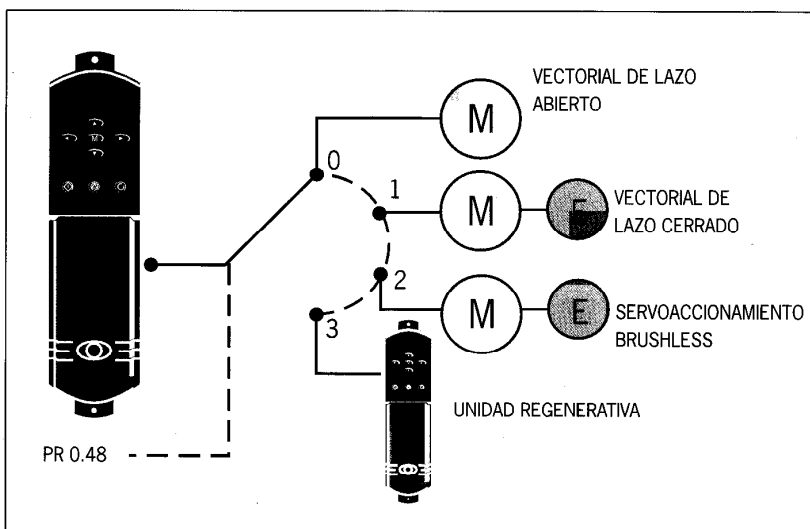 VECTORIAL DE LAZO
ABIERTO
M
0
1
M
E
VECTORIAL DE
LAZO CERRADO
2
M
E
SERVOACCIONAMIENTO
BRUSHLESS
3
UNIDAD REGENERATIVA
PR 0.48
M